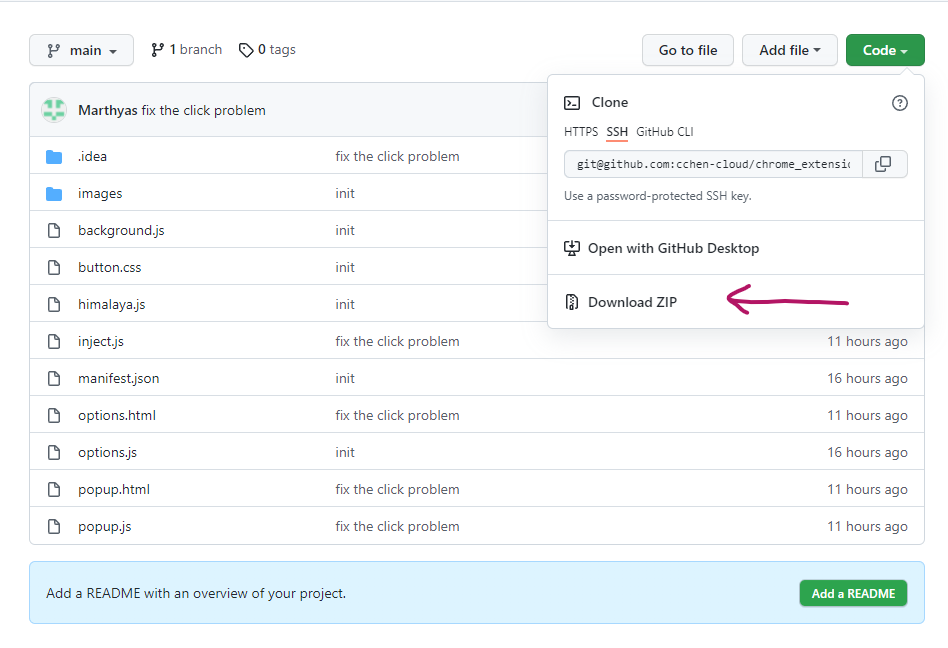 main 1 branch 0 tags Go to file Add file Code
Marthyas fix the click problem
Clone
HTTPS SSH GitHub CLI
git@github.com:cchen-cloud/chrome_extensio
Use a password-protected SSH key.
Open with GitHub Desktop
Download ZIP
.idea fix the click problem
images init
background.js init
button.css init
himalaya.js init
inject.js fix the click problem 11 hours ago
manifest.json init 16 hours ago
options.html fix the click problem 11 hours ago
options.js init 16 hours ago
popup.html fix the click problem 11 hours ago
popup.js fix the click problem 11 hours ago
Add a README with an overview of your project. Add a README